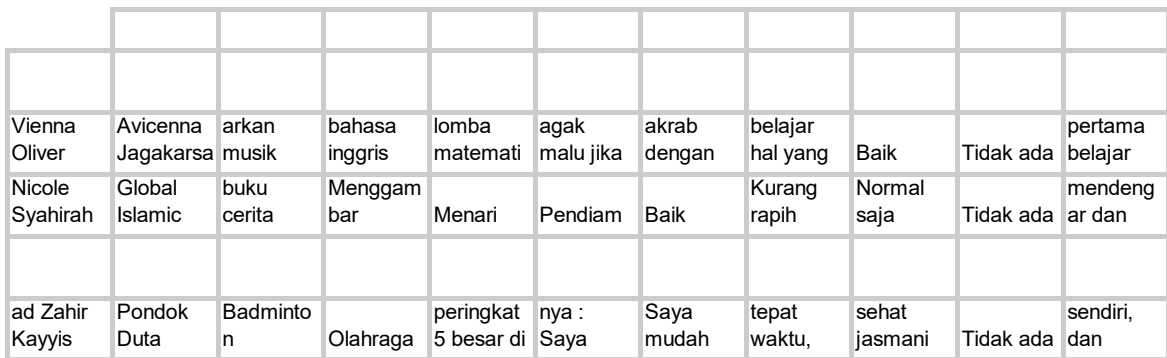 Vienna Avicenna arkan bahasa lomba agak akrab belajar pertama
Oliver Jagakarsa musik inggris matemati malu jika dengan hal yang Baik Tidak ada belajar
Nicole Global buku Menggam Kurang Normal mendeng
Syahirah Islamic cerita bar Menari Pendiam Baik rapih saja Tidak ada ar dan
ad Zahir Pondok Badminto peringkat nya : Saya tepat sehat sendiri,
Kayyis Duta n Olahraga 5 besar di Saya mudah waktu, jasmani Tidak ada dan